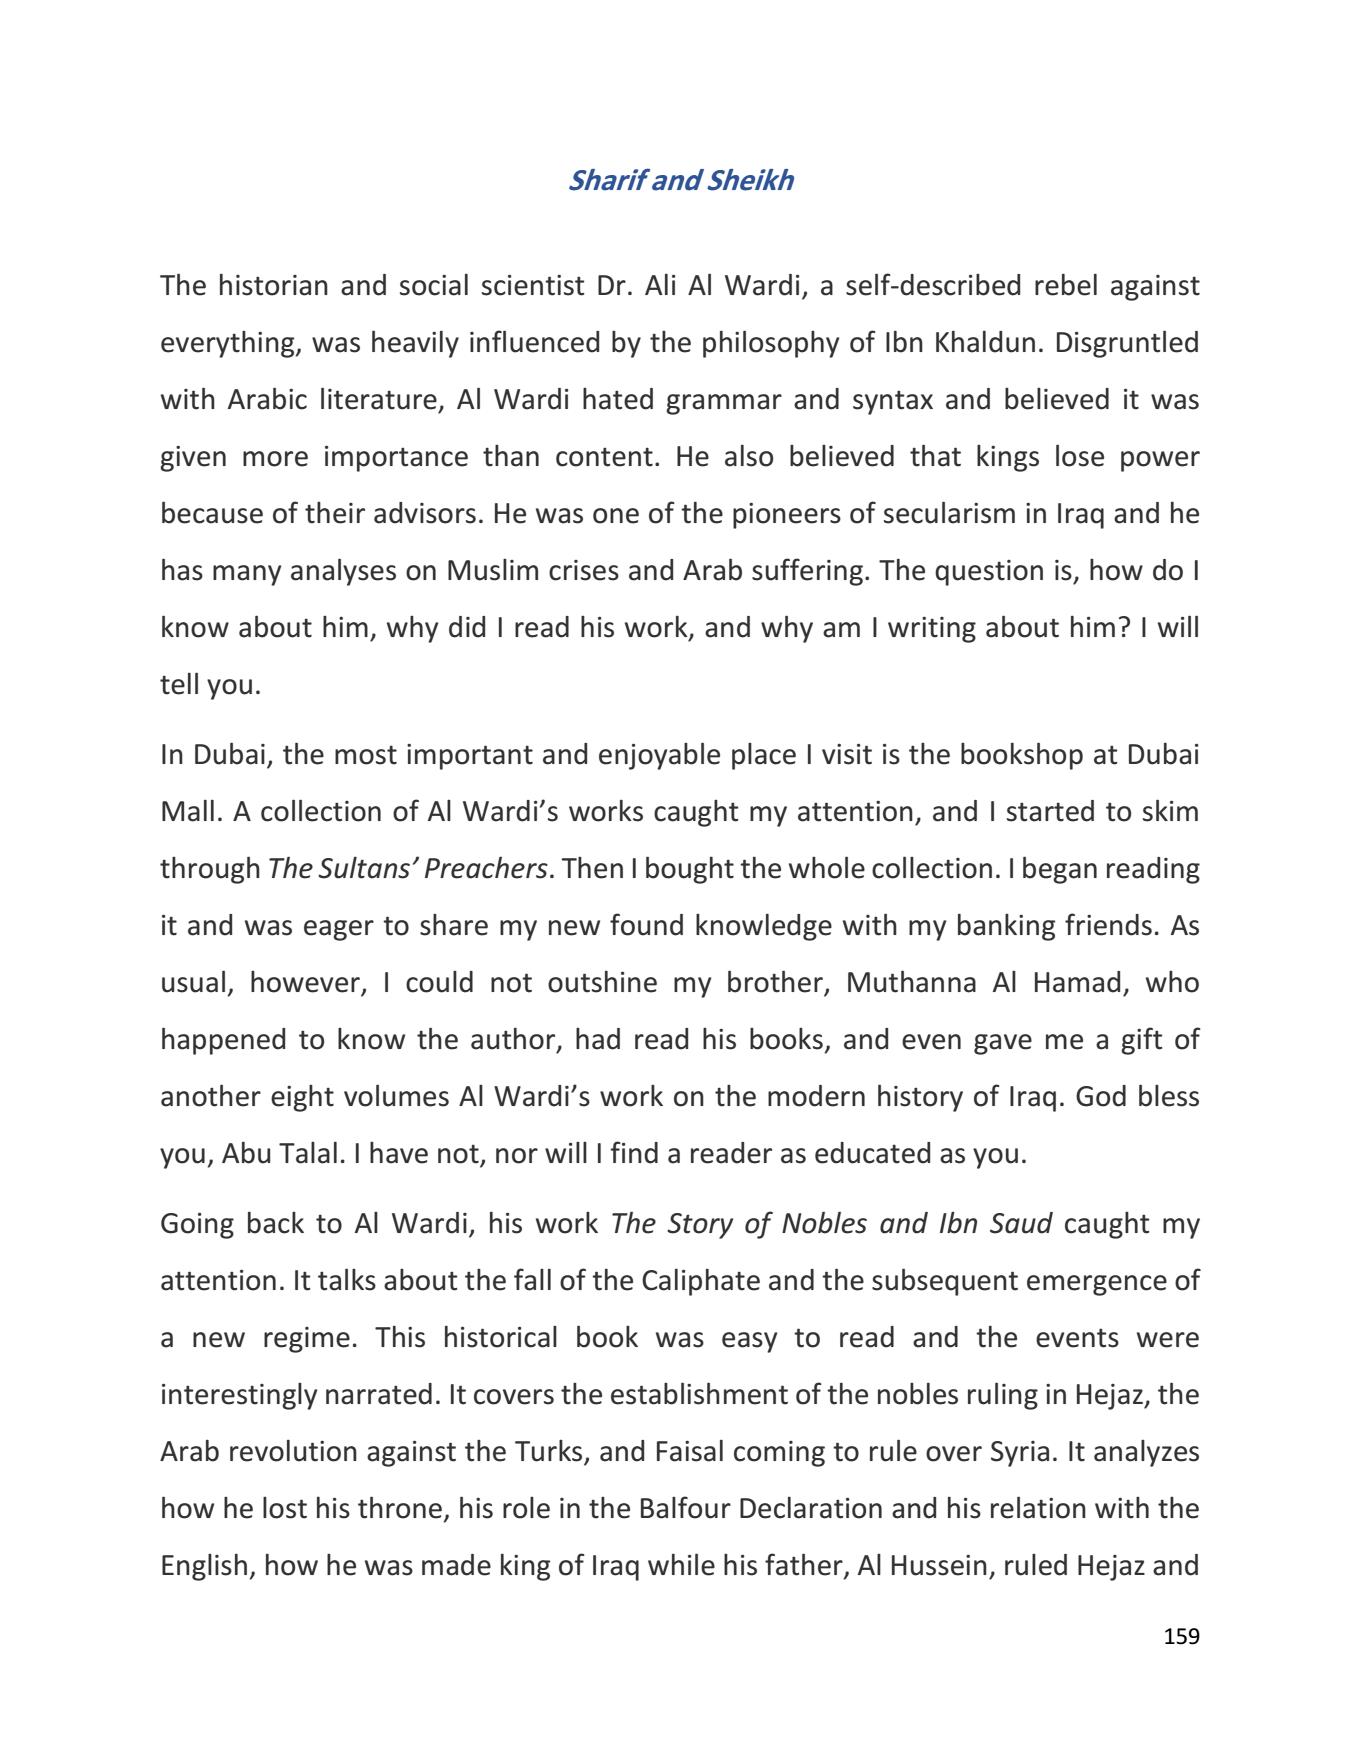 Sharif and Sheikh
The historian and social scientist Dr. Ali Al Wardi, a self-described rebel against
everything, was heavily influenced by the philosophy of Ibn Khaldun. Disgruntled
with Arabic literature, Al Wardi hated grammar and syntax and believed it was
given more importance than content. He also believed that kings lose power
because of their advisors. He was one of the pioneers of secularism in Iraq and he
has many analyses on Muslim crises and Arab suffering. The question is, how do I
know about him, why did I read his work, and why am I writing about him? I will
tell you.
In Dubai, the most important and enjoyable place I visit is the bookshop at Dubai
Mall. A collection of Al Wardi’s works caught my attention, and I started to skim
through The Sultans’ Preachers. Then I bought the whole collection. I began reading
it and was eager to share my new found knowledge with my banking friends. As
usual, however, I could not outshine my brother, Muthanna Al Hamad, who
happened to know the author, had read his books, and even gave me a gift of
another eight volumes Al Wardi’s work on the modern history of Iraq. God bless
you, Abu Talal. I have not, nor will I find a reader as educated as you.
Going back to Al Wardi, his work The Story of Nobles and Ibn Saud caught my
attention. It talks about the fall of the Caliphate and the subsequent emergence of
a new regime. This historical book was easy to read and the events were
interestingly narrated. It covers the establishment of the nobles ruling in Hejaz, the
Arab revolution against the Turks, and Faisal coming to rule over Syria. It analyzes
how he lost his throne, his role in the Balfour Declaration and his relation with the
English, how he was made king of Iraq while his father, Al Hussein, ruled Hejaz and
159